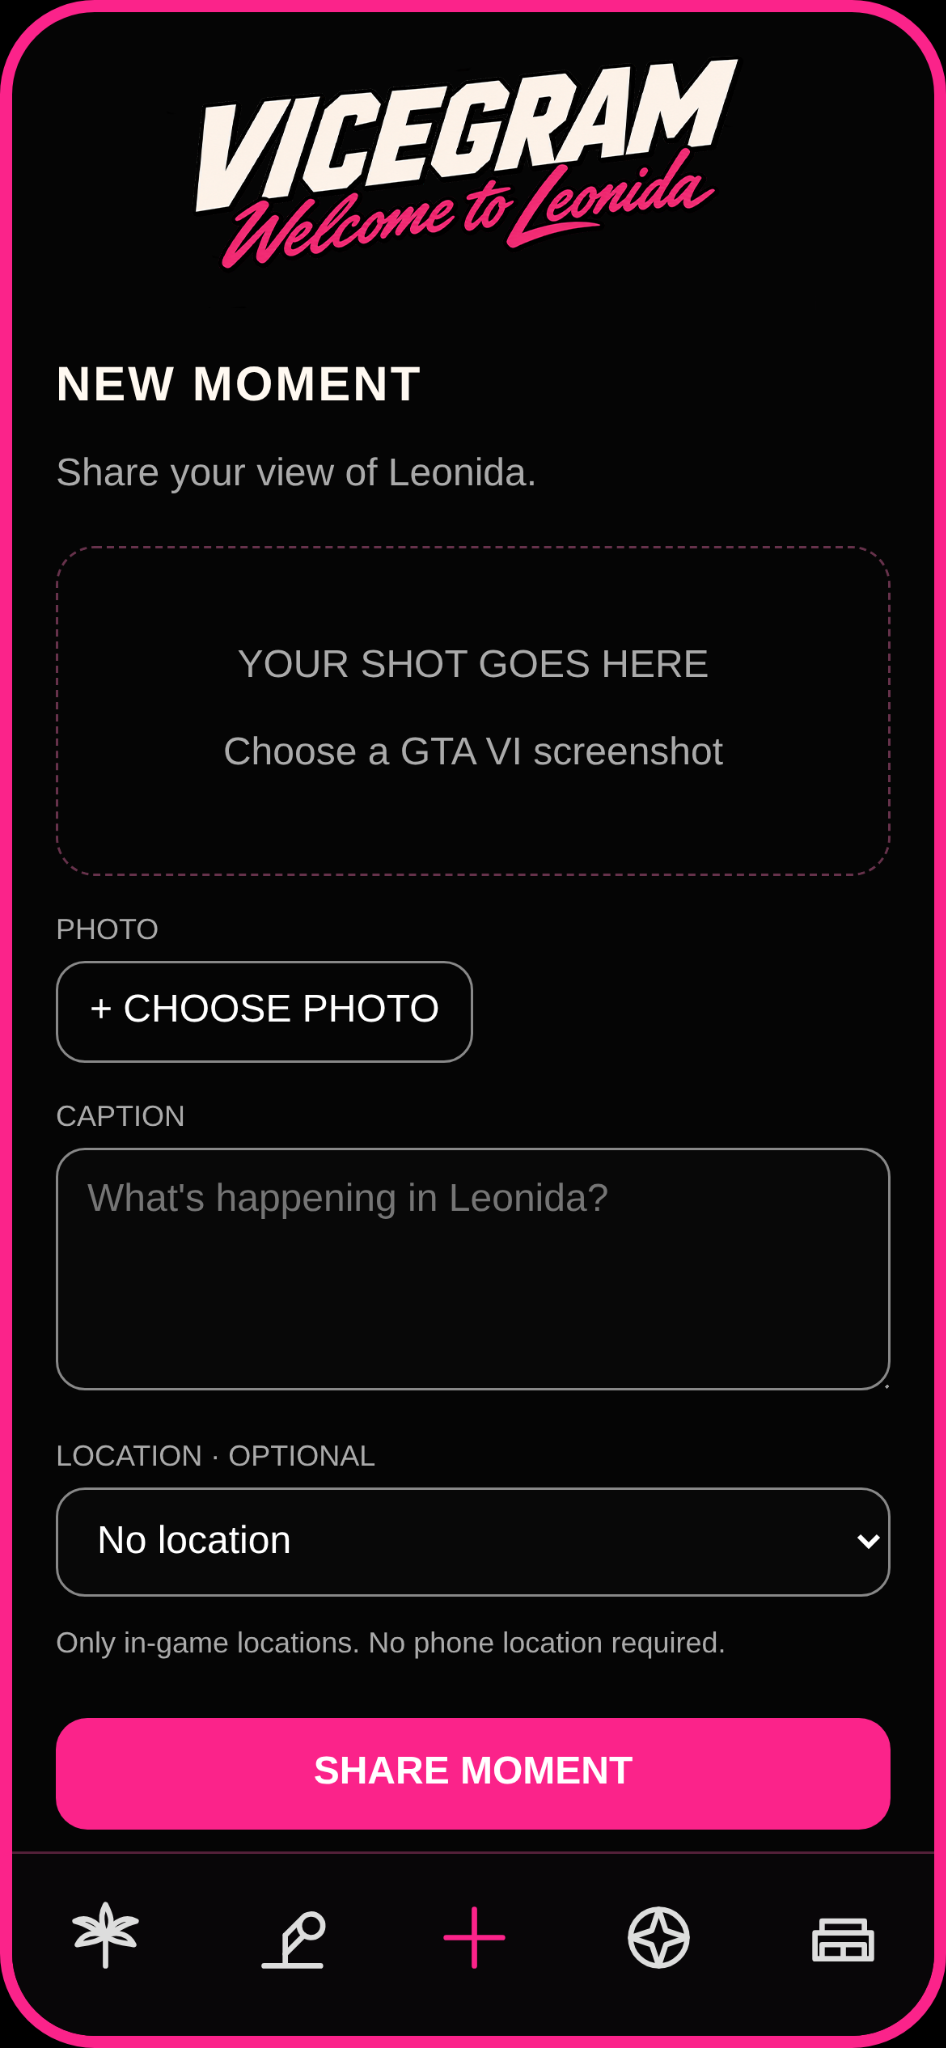 VICEGRAM
Welcome to Leonida
NEW MOMENT
Share your view of Leonida.
YOUR SHOT GOES HERE
Choose a GTA VI screenshot
PHOTO
+ CHOOSE PHOTO
CAPTION
What's happening in Leonida?
LOCATION · OPTIONAL
No location
Only in-game locations. No phone location required.
SHARE MOMENT